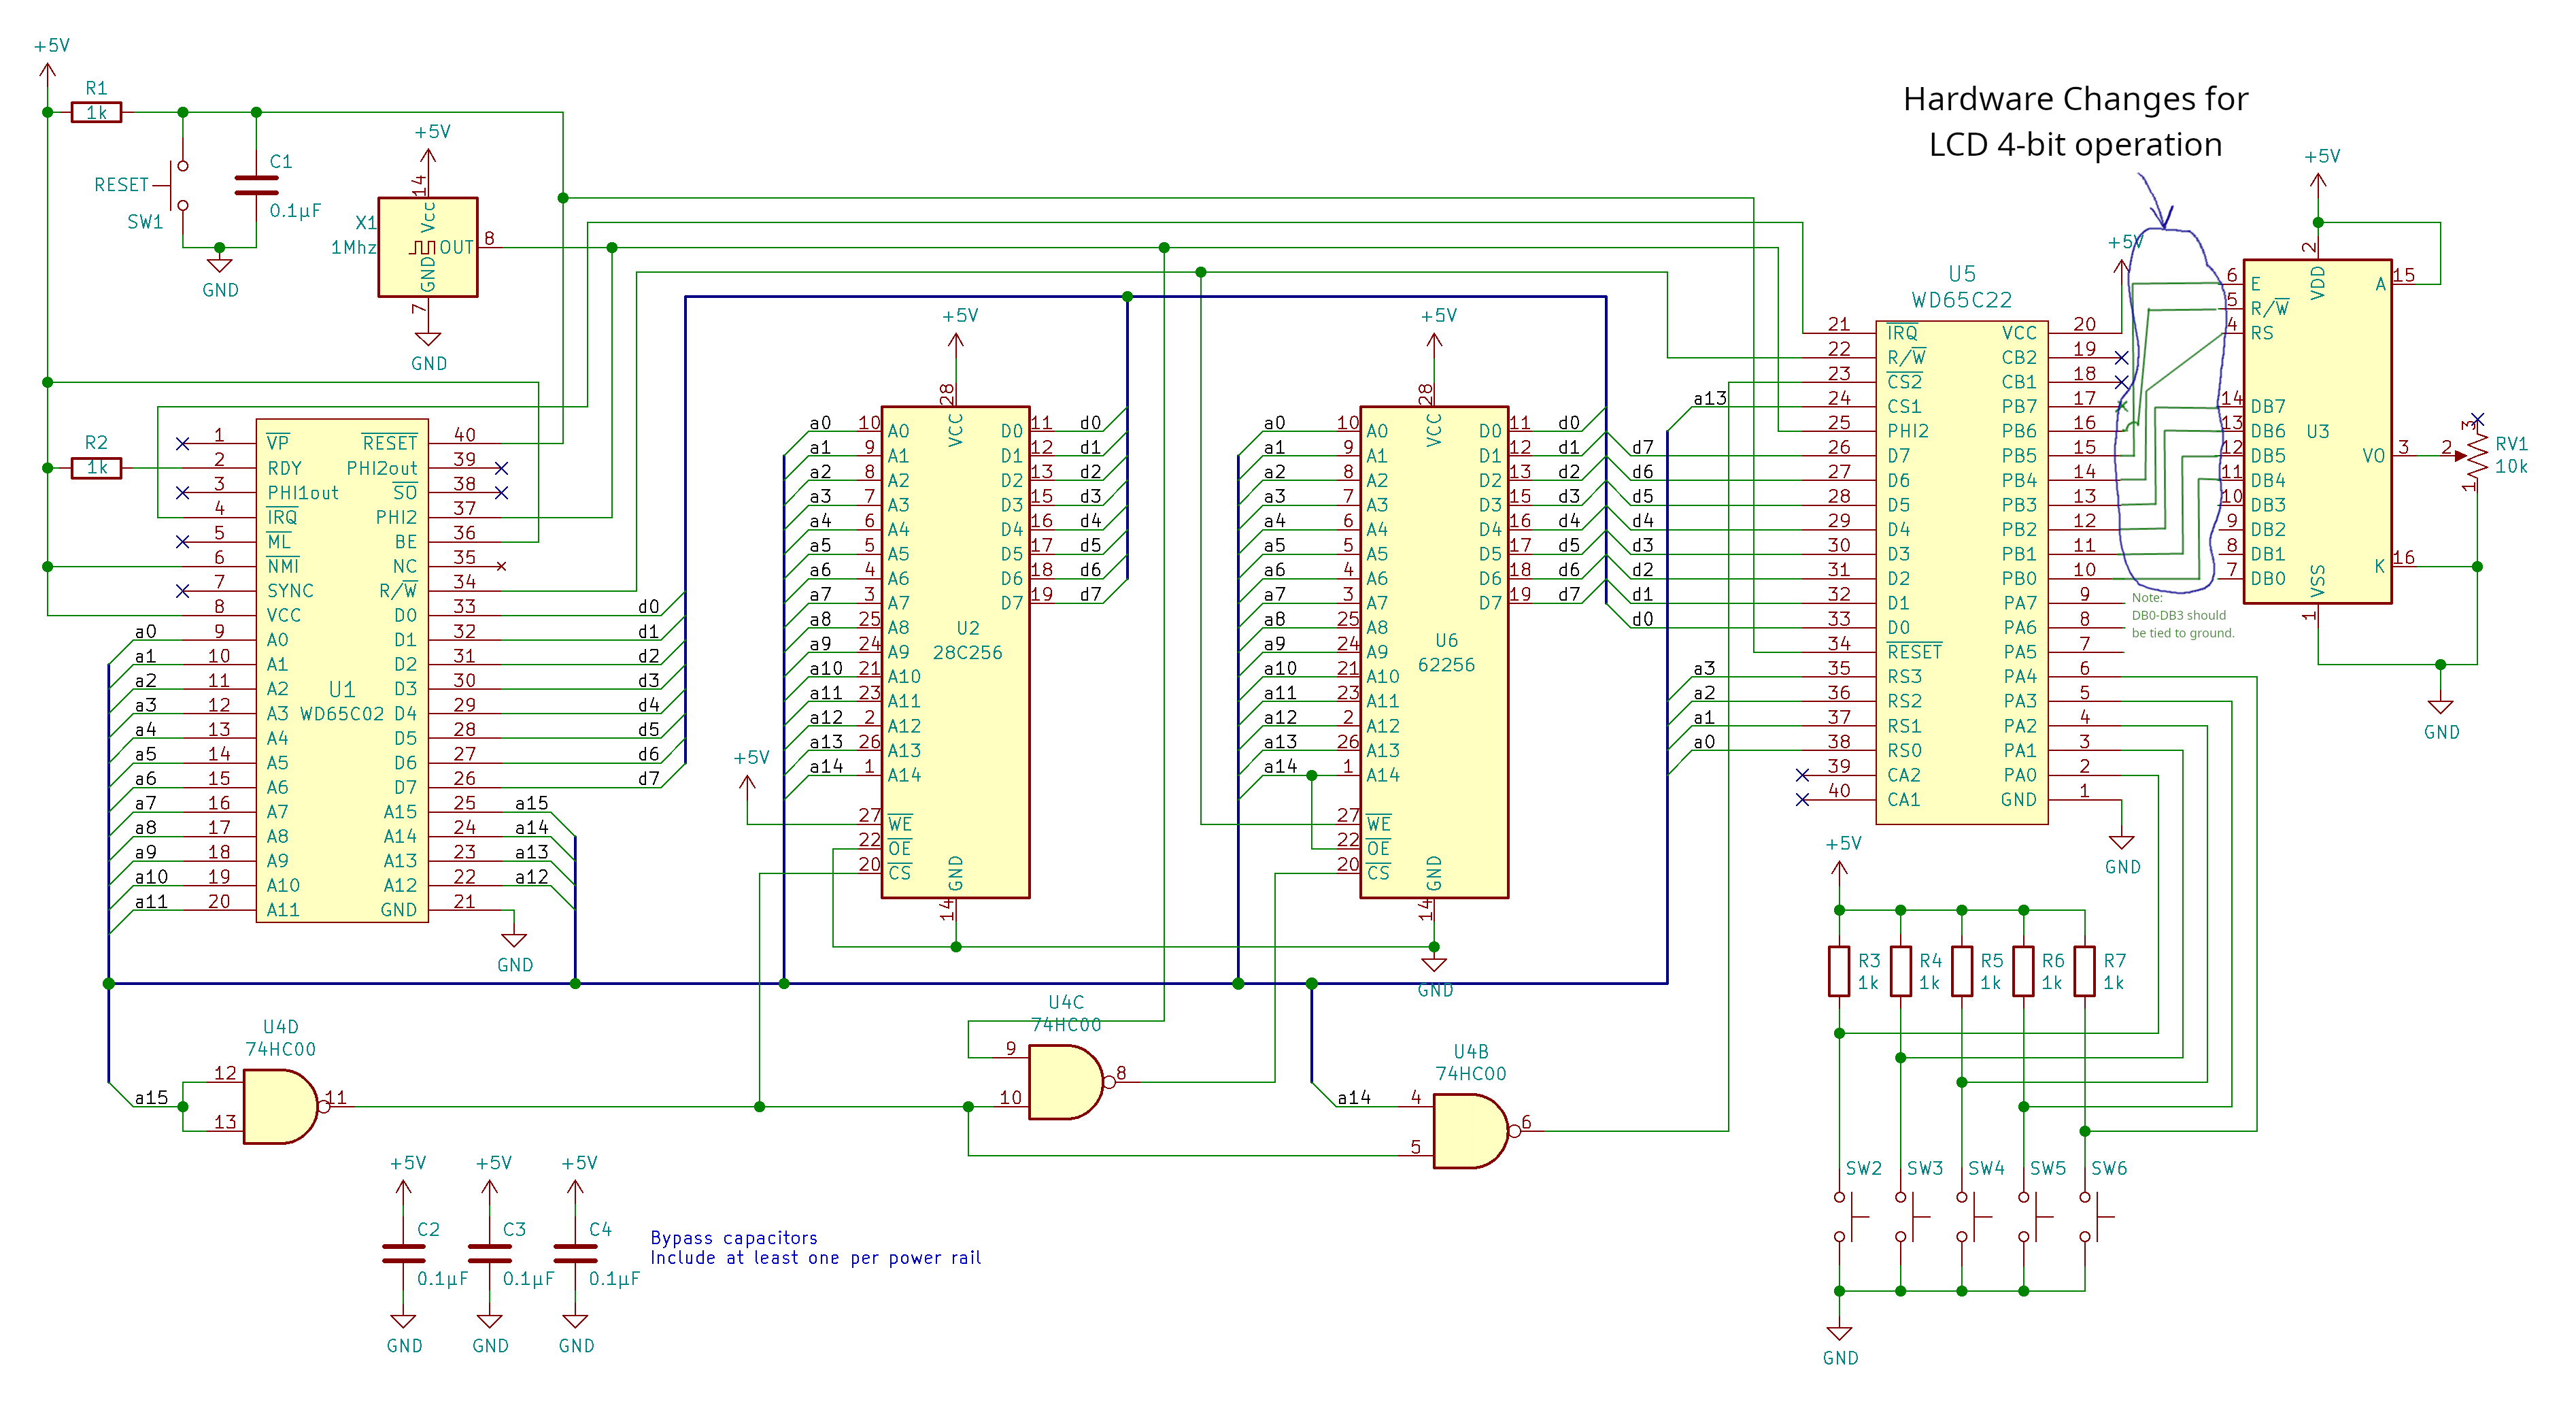 Hardware Changes for
LCD 4-bit operation
+5V
R1
1k
RESET
SW1
C1
0.1µF
GND
+5V
X1
1Mhz
14
Vcc
OUT
8
GND
7
GND
R2
1k
U1
WD65C02
1 VP RESET 40
2 RDY PHI2out 39
3 PHI1out SO 38
4 IRQ PHI2 37
5 ML BE 36
6 NMI NC 35
7 SYNC R/W 34
8 VCC D0 33 d0
a0 9 A0 D1 32 d1
a1 10 A1 D2 31 d2
a2 11 A2 D3 30 d3
a3 12 A3 D4 29 d4
a4 13 A4 D5 28 d5
a5 14 A5 D6 27 d6
a6 15 A6 D7 26 d7
a7 16 A7 A15 25 a15
a8 17 A8 A14 24 a14
a9 18 A9 A13 23 a13
a10 19 A10 A12 22 a12
a11 20 A11 GND 21
GND
+5V
28
VCC
a0 10 A0 D0 11 d0
a1 9 A1 D1 12 d1
a2 8 A2 D2 13 d2
a3 7 A3 D3 15 d3
a4 6 A4 D4 16 d4
a5 5 A5 D5 17 d5
a6 4 A6 D6 18 d6
a7 3 A7 D7 19 d7
a8 25 A8
a9 24 A9
a10 21 A10
a11 23 A11
a12 2 A12
a13 26 A13
a14 1 A14
U2
28C256
+5V
27 WE
22 OE
20 CS
GND
14
+5V
28
VCC
a0 10 A0 D0 11 d0
a1 9 A1 D1 12 d1
a2 8 A2 D2 13 d2
a3 7 A3 D3 15 d3
a4 6 A4 D4 16 d4
a5 5 A5 D5 17 d5
a6 4 A6 D6 18 d6
a7 3 A7 D7 19 d7
a8 25 A8
a9 24 A9
a10 21 A10
a11 23 A11
a12 2 A12
a13 26 A13
a14 1 A14
U6
62256
27 WE
22 OE
20 CS
GND
14
GND
U5
WD65C22
+5V
21 IRQ VCC 20
22 R/W CB2 19
23 CS2 CB1 18
a13 24 CS1 PB7 17
25 PHI2 PB6 16
d7 26 D7 PB5 15
d6 27 D6 PB4 14
d5 28 D5 PB3 13
d4 29 D4 PB2 12
d3 30 D3 PB1 11
d2 31 D2 PB0 10
d1 32 D1 PA7 9
d0 33 D0 PA6 8
34 RESET PA5 7
a3 35 RS3 PA4 6
a2 36 RS2 PA3 5
a1 37 RS1 PA2 4
a0 38 RS0 PA1 3
39 CA2 PA0 2
40 CA1 GND 1
GND
+5V
2
VDD
6 E A 15
5 R/W
4 RS
14 DB7
13 DB6 U3
12 DB5 VO 3
11 DB4
10 DB3
9 DB2
8 DB1 K 16
7 DB0
VSS
1
2
3
1
RV1
10k
GND
Note:
DB0-DB3 should
be tied to ground.
U4D
74HC00
a15
12
13
11
U4C
74HC00
9
10
8
U4B
74HC00
a14
4
5
6
+5V
R3 R4 R5 R6 R7
1k 1k 1k 1k 1k
SW2 SW3 SW4 SW5 SW6
GND
+5V +5V +5V
C2 C3 C4
0.1µF 0.1µF 0.1µF
GND GND GND
Bypass capacitors
Include at least one per power rail